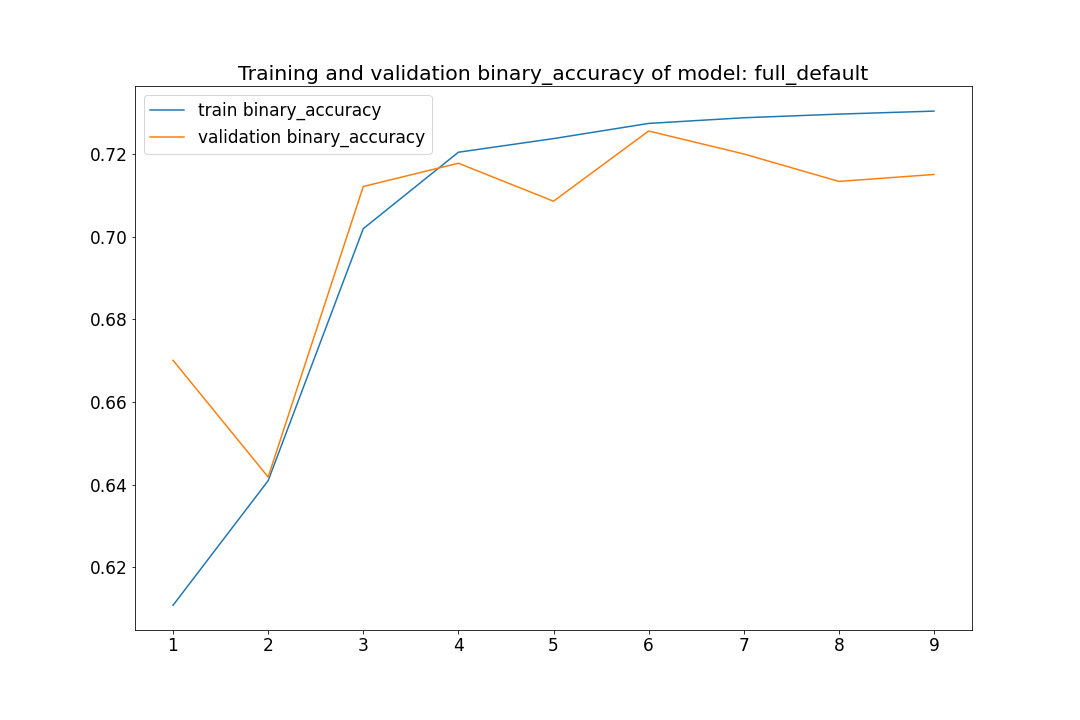 Training and validation binary_accuracy of model: full_default
train binary_accuracy
validation binary_accuracy
0.72
0.70
0.68
0.66
0.64
0.62
1 2 3 4 5 6 7 8 9